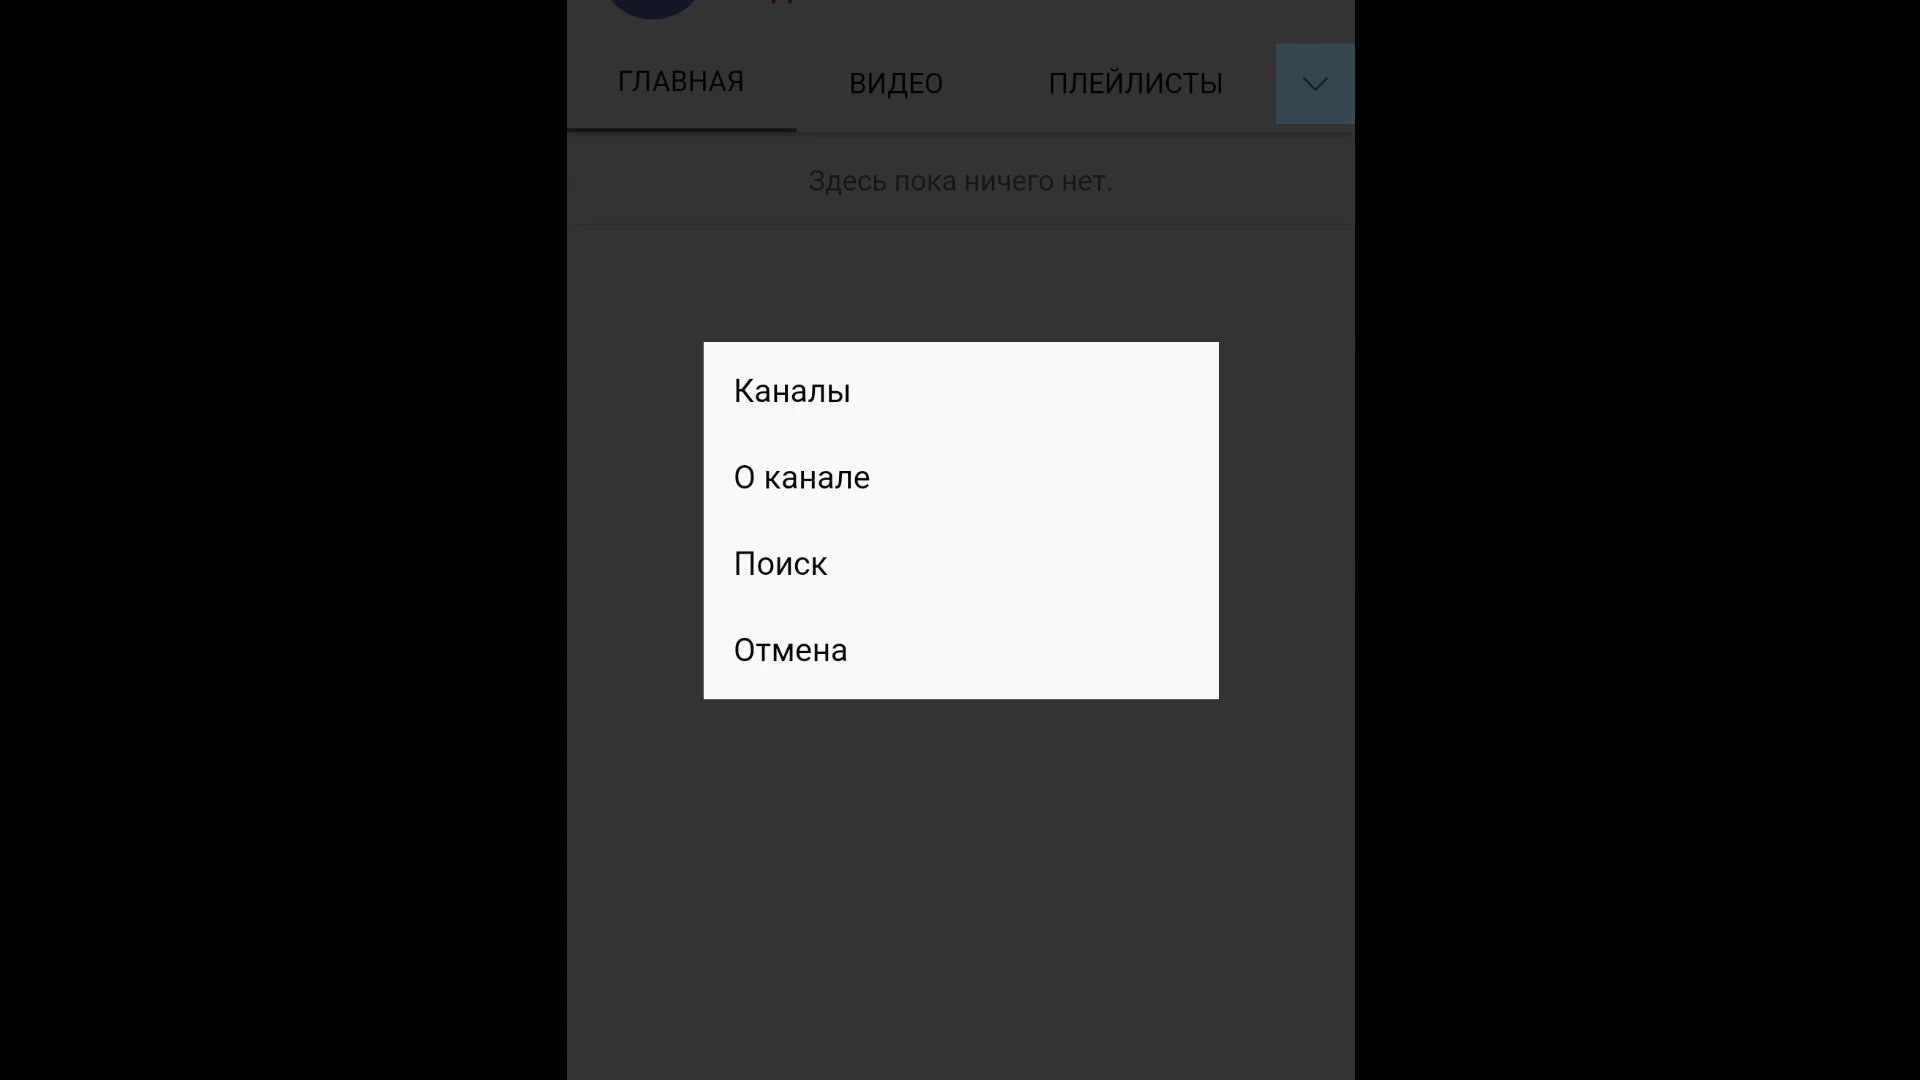 ГЛАВНАЯ ВИДЕО ПЛЕЙЛИСТЫ
Здесь пока ничего нет.
Каналы
О канале
Поиск
Отмена